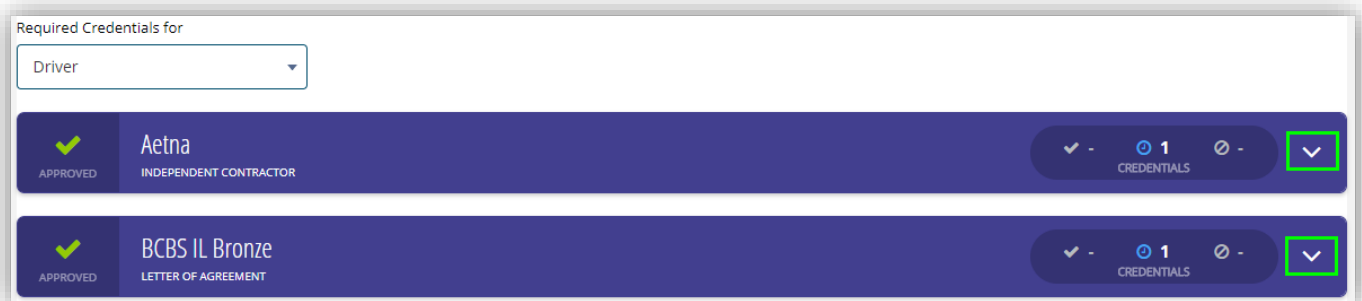 Required Credentials for
Driver
APPROVED
Aetna
INDEPENDENT CONTRACTOR
- 1 -
CREDENTIALS
APPROVED
BCBS IL Bronze
LETTER OF AGREEMENT
- 1 -
CREDENTIALS